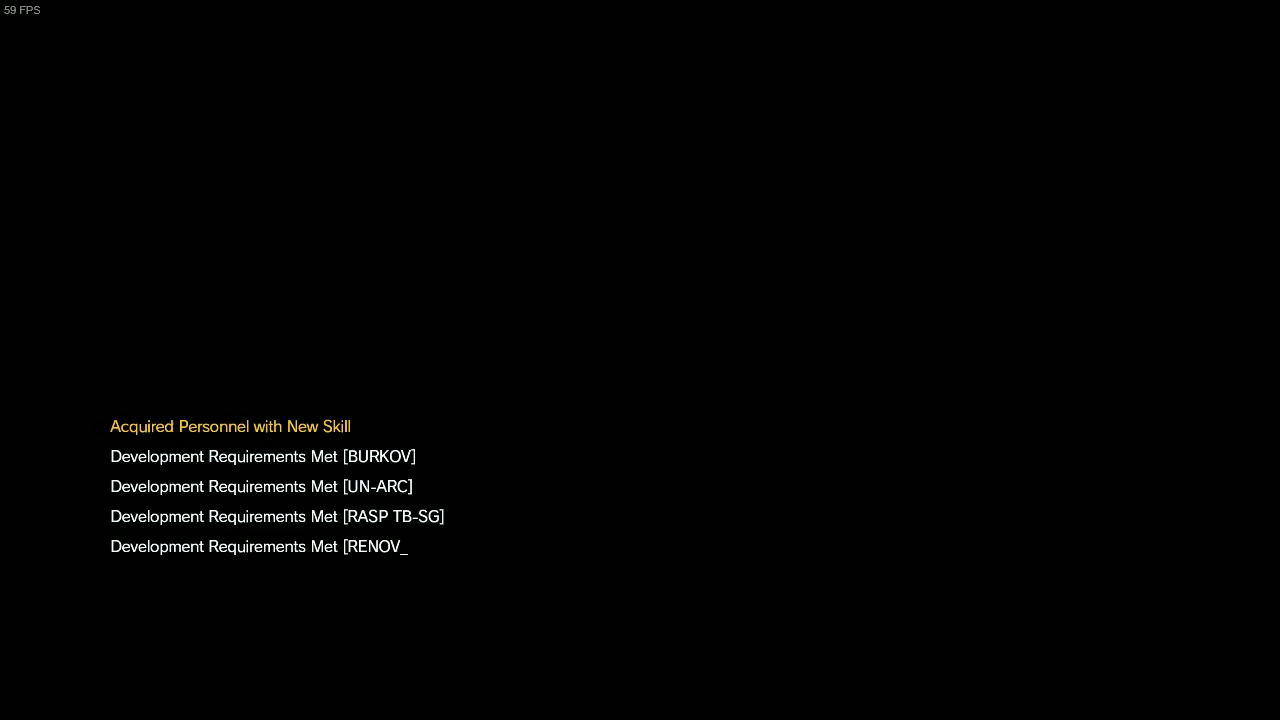 59 FPS
Acquired Personnel with New Skill
Development Requirements Met [BURKOV]
Development Requirements Met [UN-ARC]
Development Requirements Met [RASP TB-SG]
Development Requirements Met [RENOV_